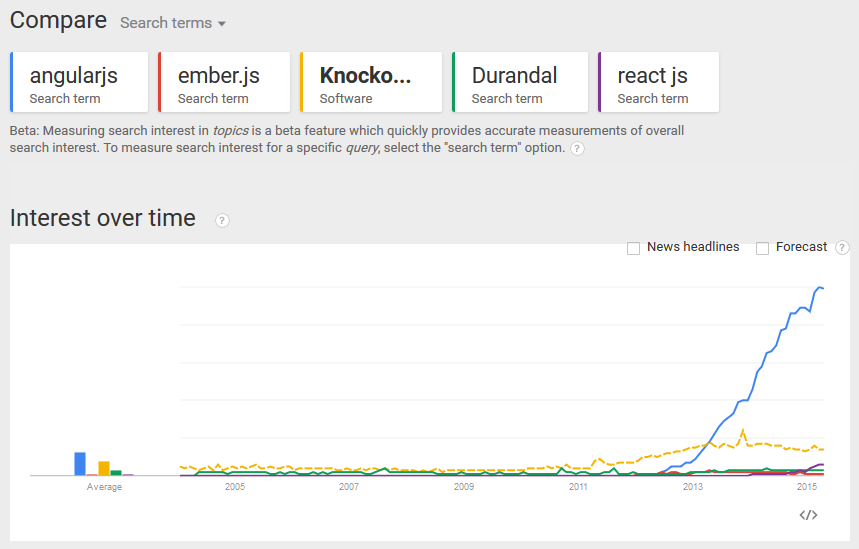 Compare Search terms
angularjs ember.js Knocko... Durandal react js
Search term Search term Software Search term Search term
Beta: Measuring search interest in topics is a beta feature which quickly provides accurate measurements of overall
search interest. To measure search interest for a specific query, select the "search term" option. ?
Interest over time ?
News headlines Forecast ?
Average 2005 2007 2009 2011 2013 2015
</>